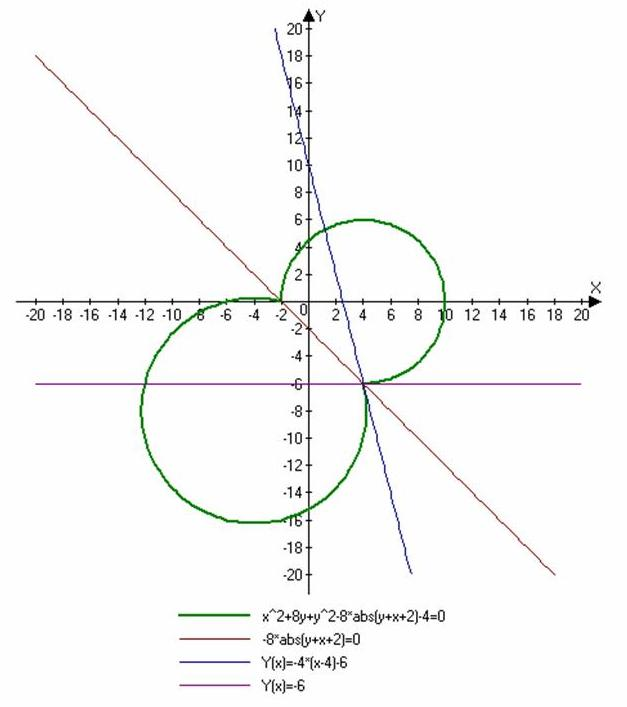 Y
20
18
16
14
12
10
8
6
4
2
X
-20 -18 -16 -14 -12 -10 -8 -6 -4 -2 0 2 4 6 8 10 12 14 16 18 20
-2
-4
-6
-8
-10
-12
-14
-16
-18
-20
x^2+8y+y^2-8*abs(y+x+2)-4=0
-8*abs(y+x+2)=0
Y(x)=-4*(x-4)-6
Y(x)=-6